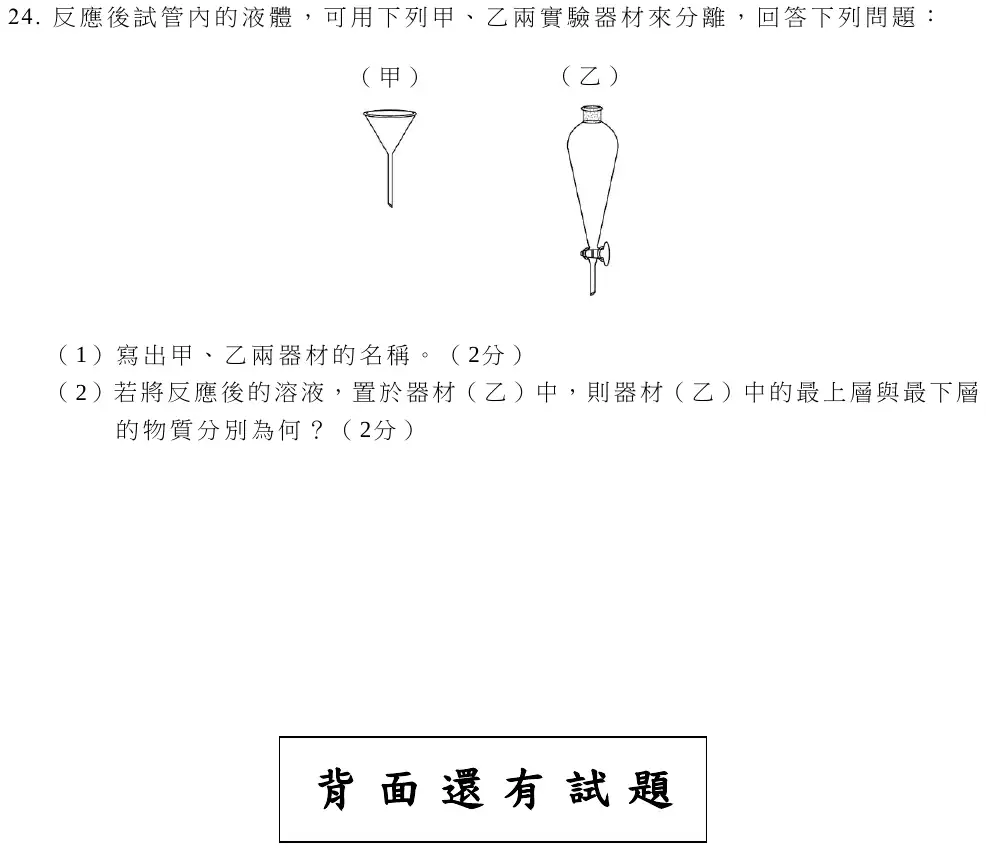 24. 反應後試管內的液體，可用下列甲、乙兩實驗器材來分離，回答下列問題：
（甲） （乙）
（1）寫出甲、乙兩器材的名稱。（2分）
（2）若將反應後的溶液，置於器材（乙）中，則器材（乙）中的最上層與最下層
的物質分別為何？（2分）
背面還有試題